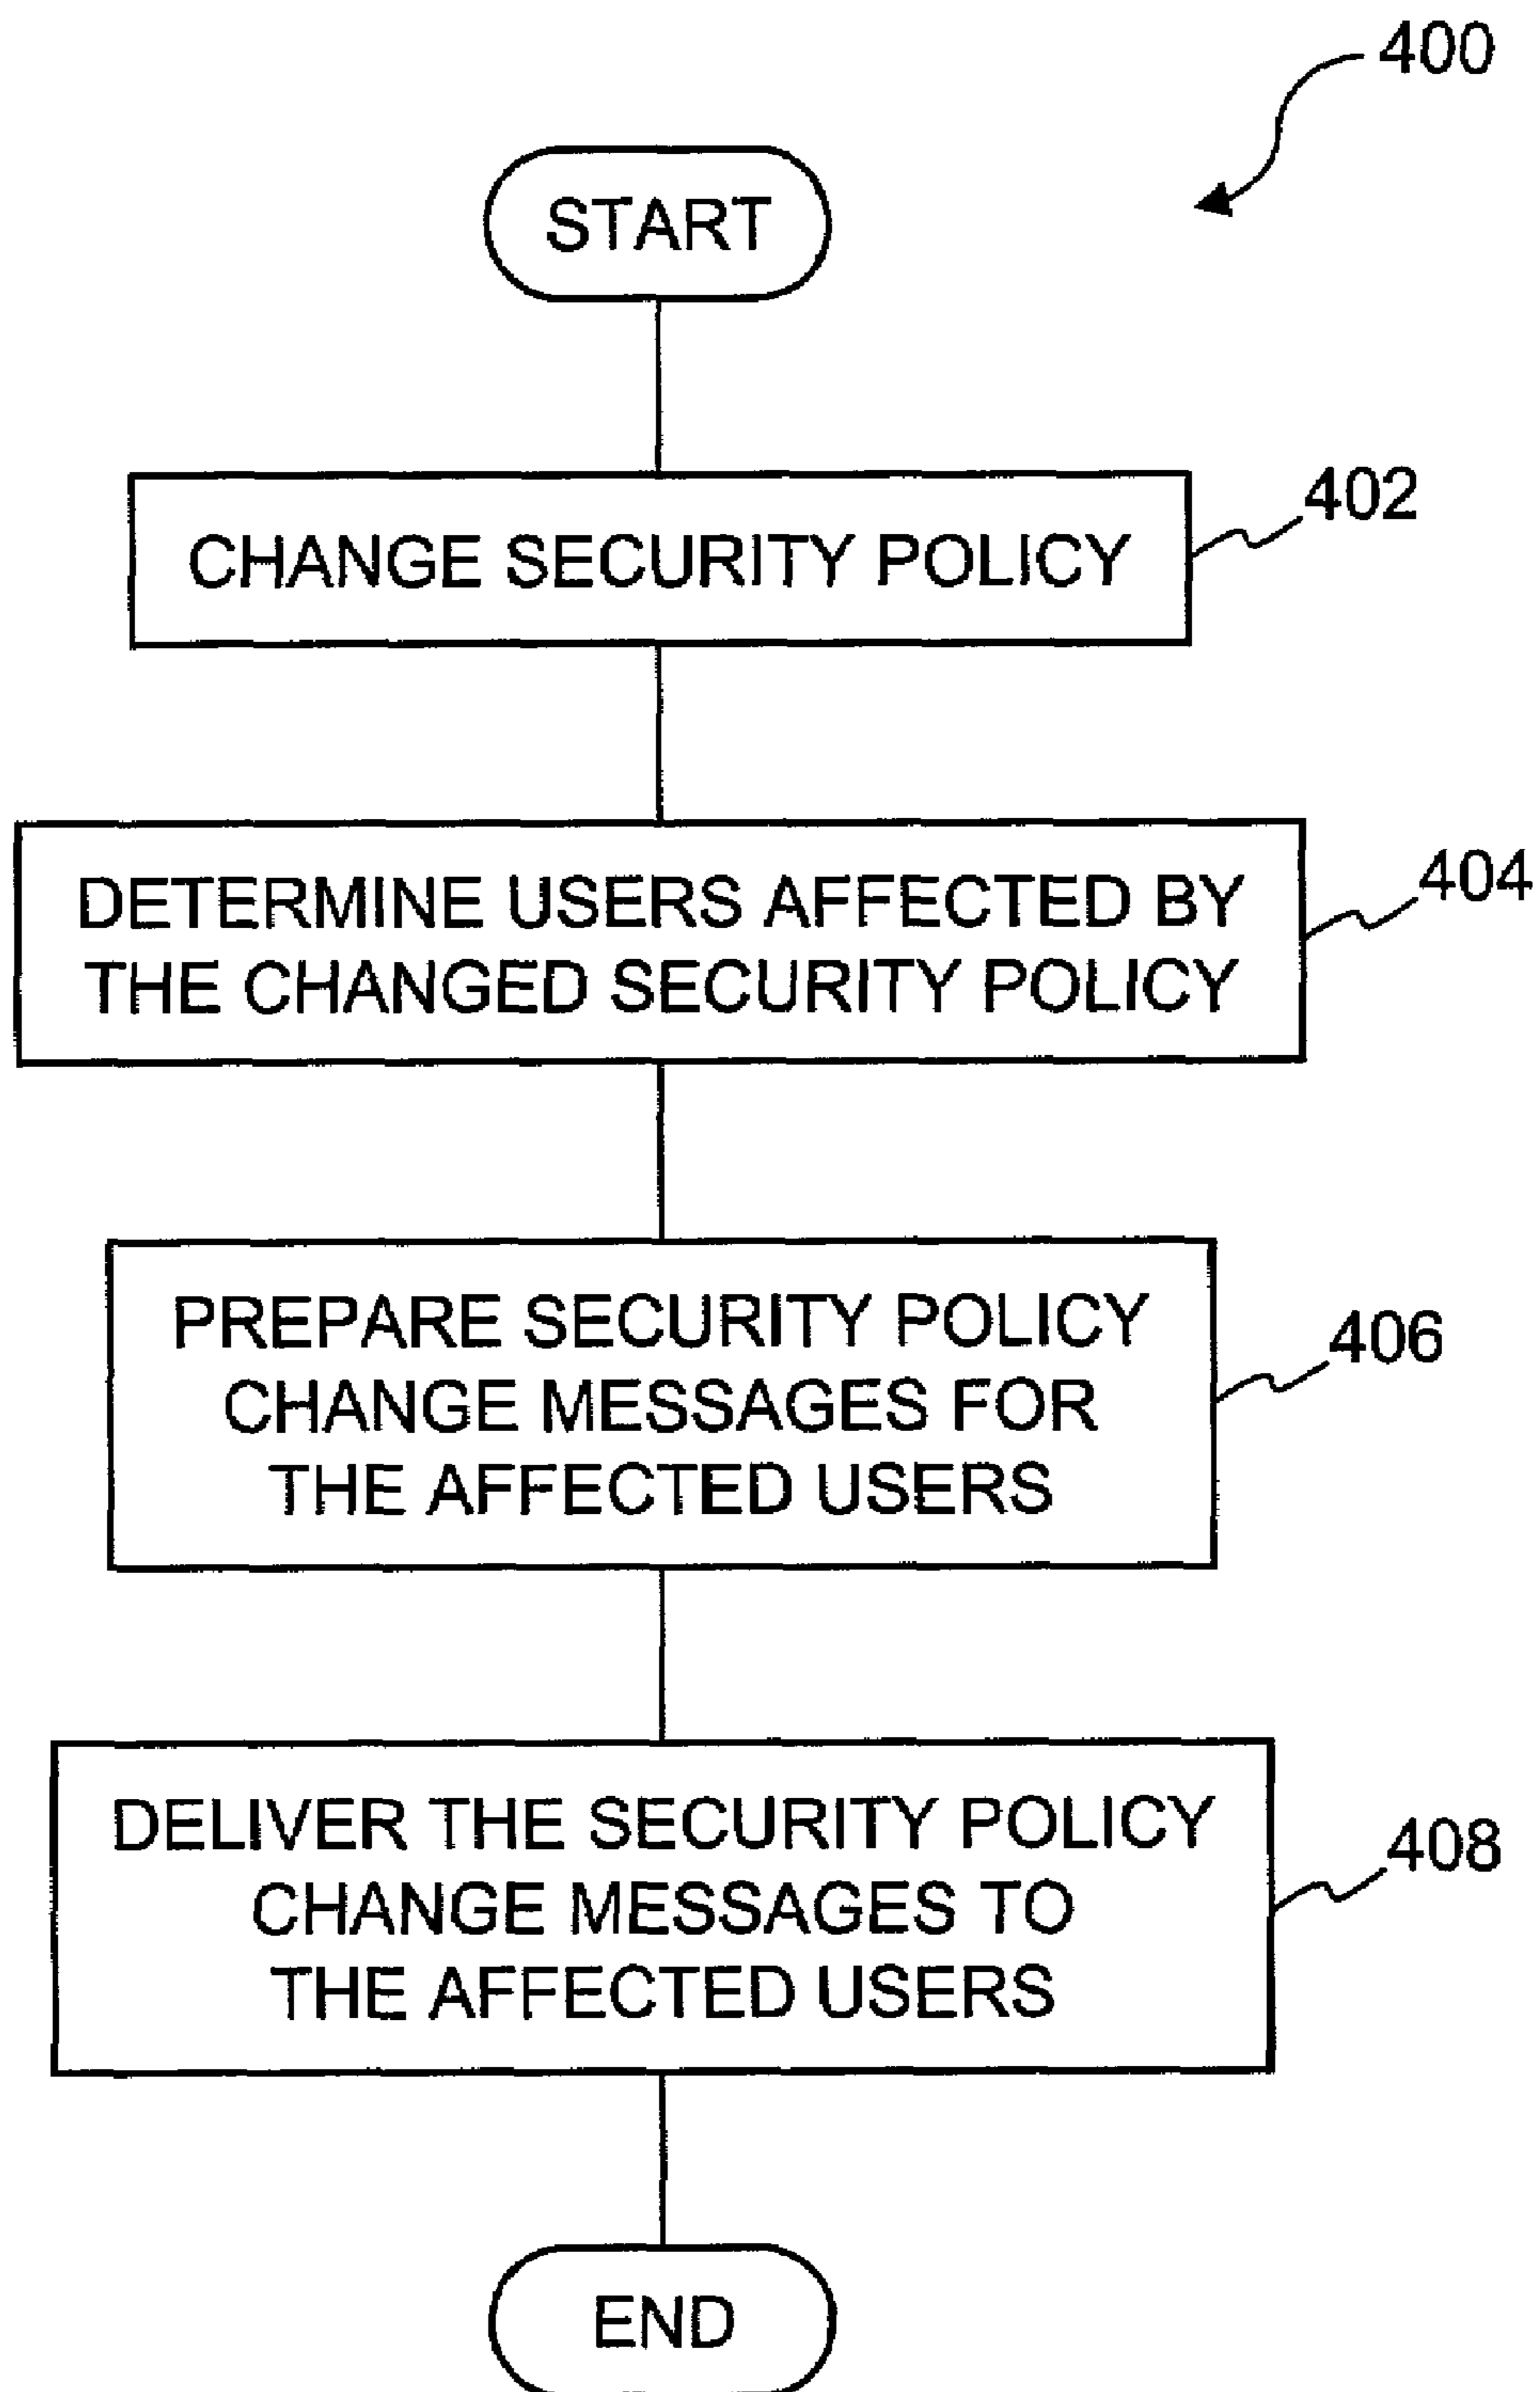 400
START
CHANGE SECURITY POLICY
402
DETERMINE USERS AFFECTED BY
THE CHANGED SECURITY POLICY
404
PREPARE SECURITY POLICY
CHANGE MESSAGES FOR
THE AFFECTED USERS
406
DELIVER THE SECURITY POLICY
CHANGE MESSAGES TO
THE AFFECTED USERS
408
END